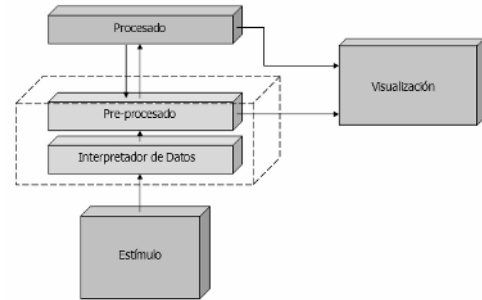 Procesado
Pre-procesado
Visualización
Interpretador de Datos
Estímulo